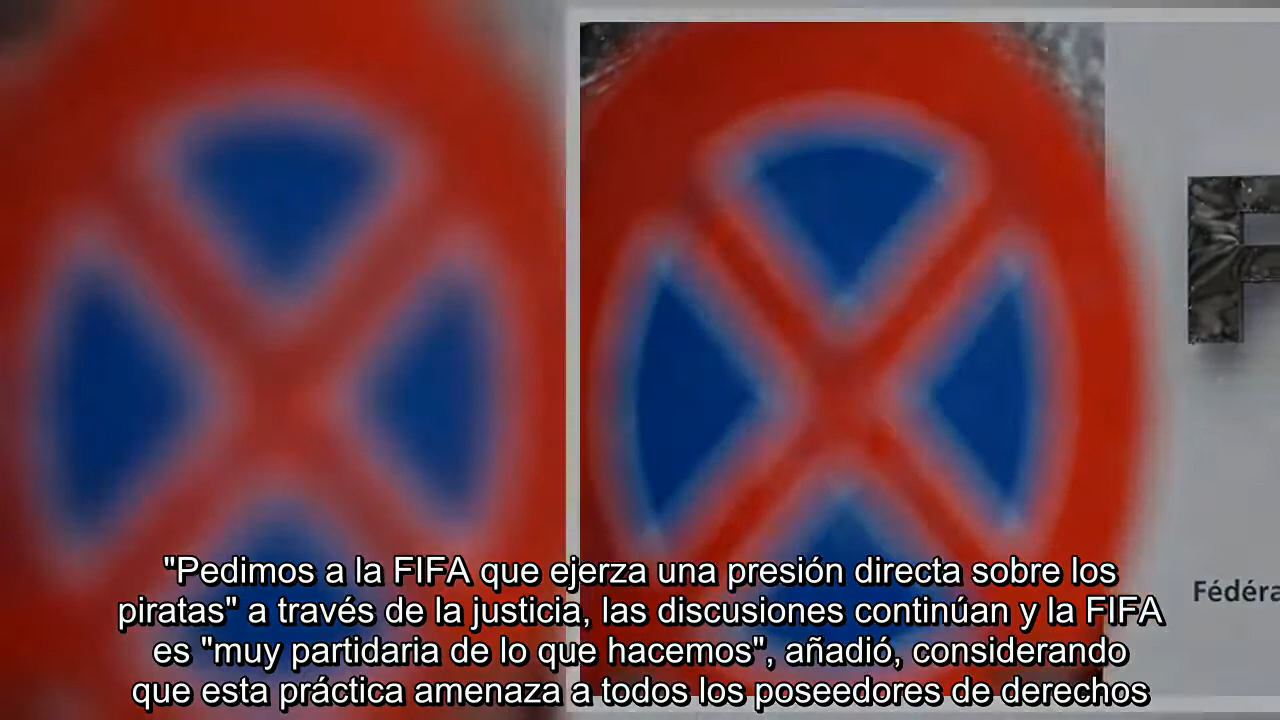 F
Fédéra
"Pedimos a la FIFA que ejerza una presión directa sobre los
piratas" a través de la justicia, las discusiones continúan y la FIFA
es "muy partidaria de lo que hacemos", añadió, considerando
que esta práctica amenaza a todos los poseedores de derechos